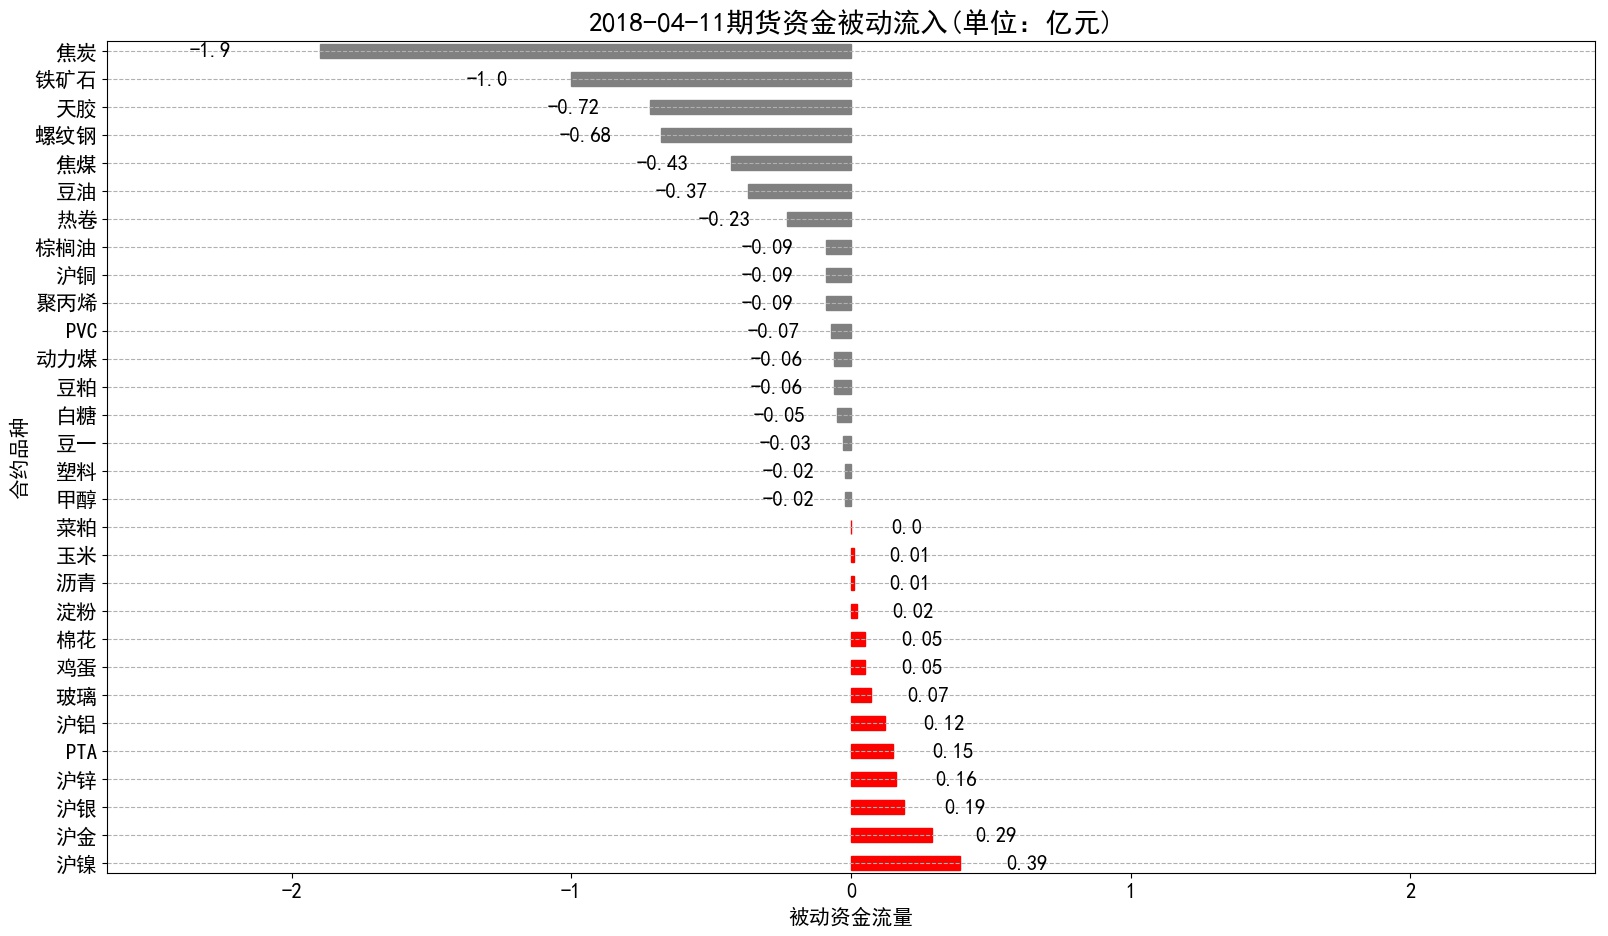 2018-04-11期货资金被动流入(单位：亿元)
合约品种
焦炭 -1.9
铁矿石 -1.0
天胶 -0.72
螺纹钢 -0.68
焦煤 -0.43
豆油 -0.37
热卷 -0.23
棕榈油 -0.09
沪铜 -0.09
聚丙烯 -0.09
PVC -0.07
动力煤 -0.06
豆粕 -0.06
白糖 -0.05
豆一 -0.03
塑料 -0.02
甲醇 -0.02
菜粕 0.0
玉米 0.01
沥青 0.01
淀粉 0.02
棉花 0.05
鸡蛋 0.05
玻璃 0.07
沪铝 0.12
PTA 0.15
沪锌 0.16
沪银 0.19
沪金 0.29
沪镍 0.39
-2 -1 0 1 2
被动资金流量